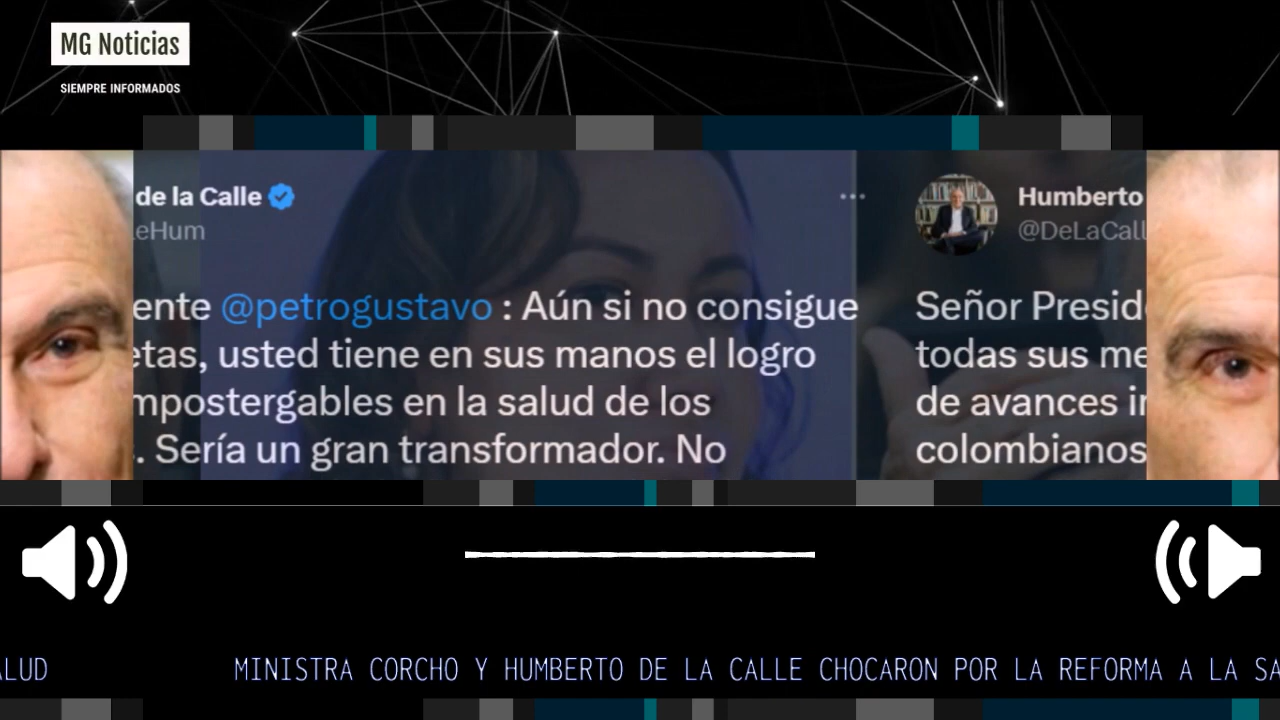 MG Noticias
SIEMPRE INFORMADOS
de la Calle
eHum
ente @petrogustavo : Aún si no consigue
etas, usted tiene en sus manos el logro
mpostergables en la salud de los
. Sería un gran transformador. No
Humberto
@DeLaCall
Señor Presid
todas sus me
de avances i
colombianos
ALUD MINISTRA CORCHO Y HUMBERTO DE LA CALLE CHOCARON POR LA REFORMA A LA SA